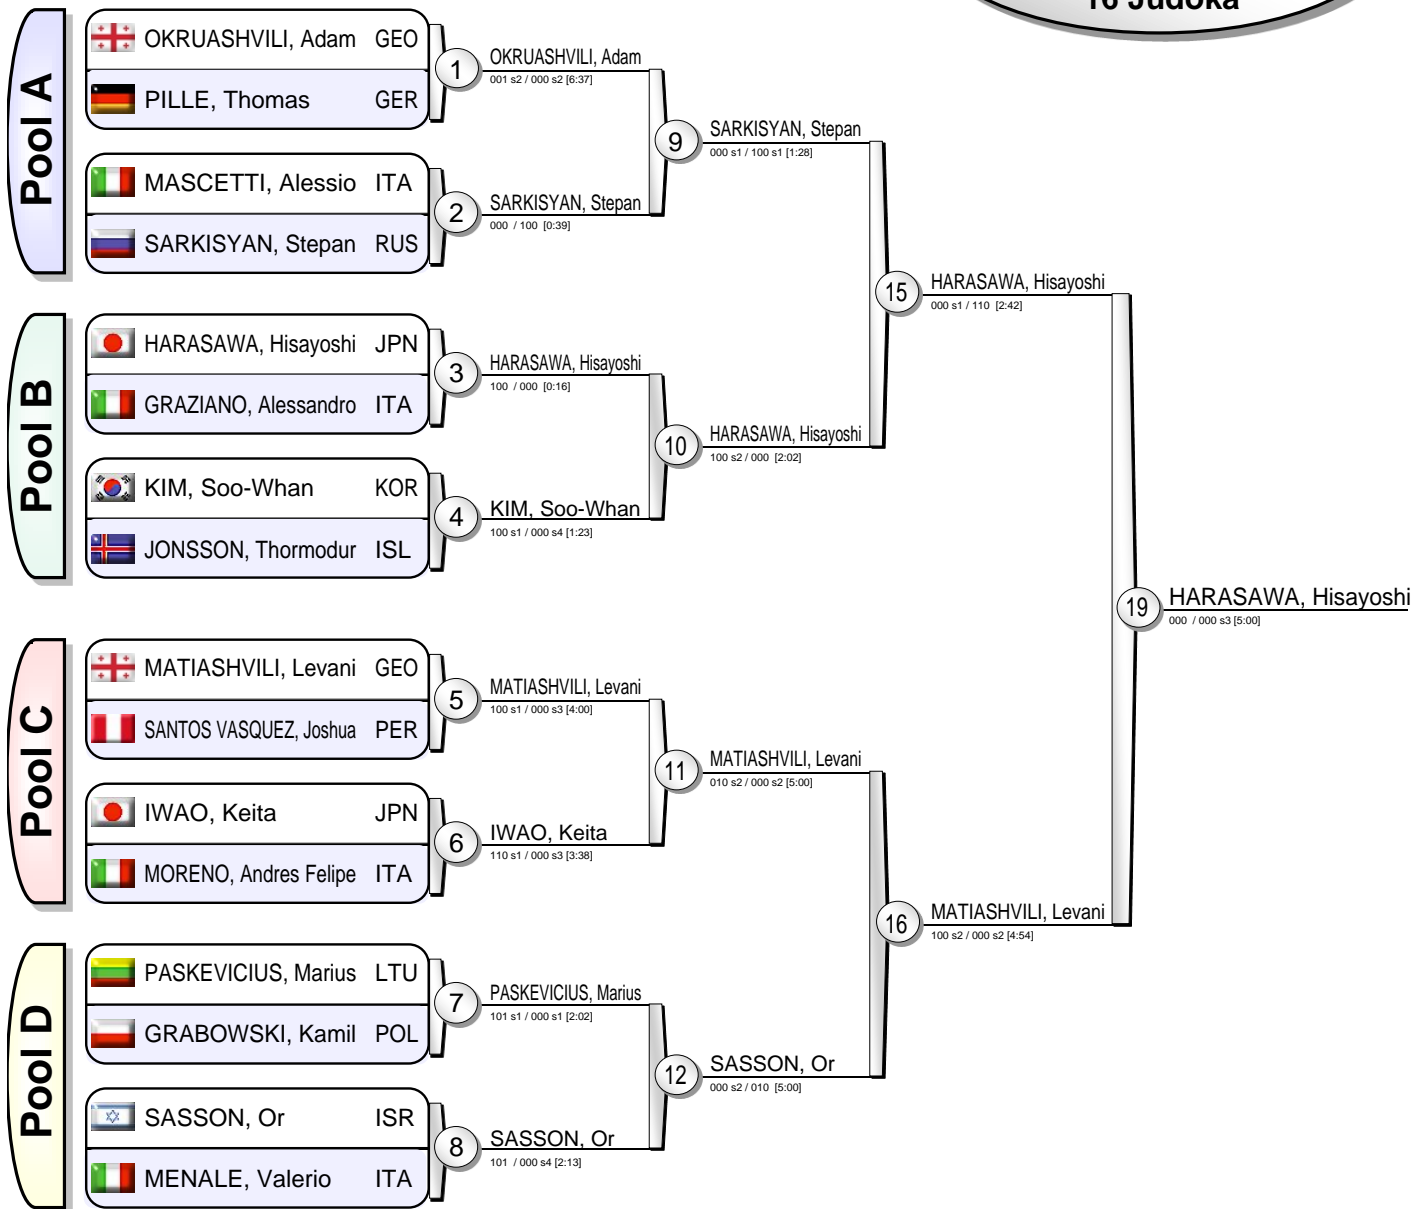 16 Judoka
Pool A
OKRUASHVILI, Adam GEO
PILLE, Thomas GER
MASCETTI, Alessio ITA
SARKISYAN, Stepan RUS
Pool B
HARASAWA, Hisayoshi JPN
GRAZIANO, Alessandro ITA
KIM, Soo-Whan KOR
JONSSON, Thormodur ISL
Pool C
MATIASHVILI, Levani GEO
SANTOS VASQUEZ, Joshua PER
IWAO, Keita JPN
MORENO, Andres Felipe ITA
Pool D
PASKEVICIUS, Marius LTU
GRABOWSKI, Kamil POL
SASSON, Or ISR
MENALE, Valerio ITA
1
OKRUASHVILI, Adam
001 s2 / 000 s2 [6:37]
2
SARKISYAN, Stepan
000 / 100 [0:39]
3
HARASAWA, Hisayoshi
100 / 000 [0:16]
4
KIM, Soo-Whan
100 s1 / 000 s4 [1:23]
5
MATIASHVILI, Levani
100 s1 / 000 s3 [4:00]
6
IWAO, Keita
110 s1 / 000 s3 [3:38]
7
PASKEVICIUS, Marius
101 s1 / 000 s1 [2:02]
8
SASSON, Or
101 / 000 s4 [2:13]
9
SARKISYAN, Stepan
000 s1 / 100 s1 [1:28]
10
HARASAWA, Hisayoshi
100 s2 / 000 [2:02]
11
MATIASHVILI, Levani
010 s2 / 000 s2 [5:00]
12
SASSON, Or
000 s2 / 010 [5:00]
15
HARASAWA, Hisayoshi
000 s1 / 110 [2:42]
16
MATIASHVILI, Levani
100 s2 / 000 s2 [4:54]
19
HARASAWA, Hisayoshi
000 / 000 s3 [5:00]